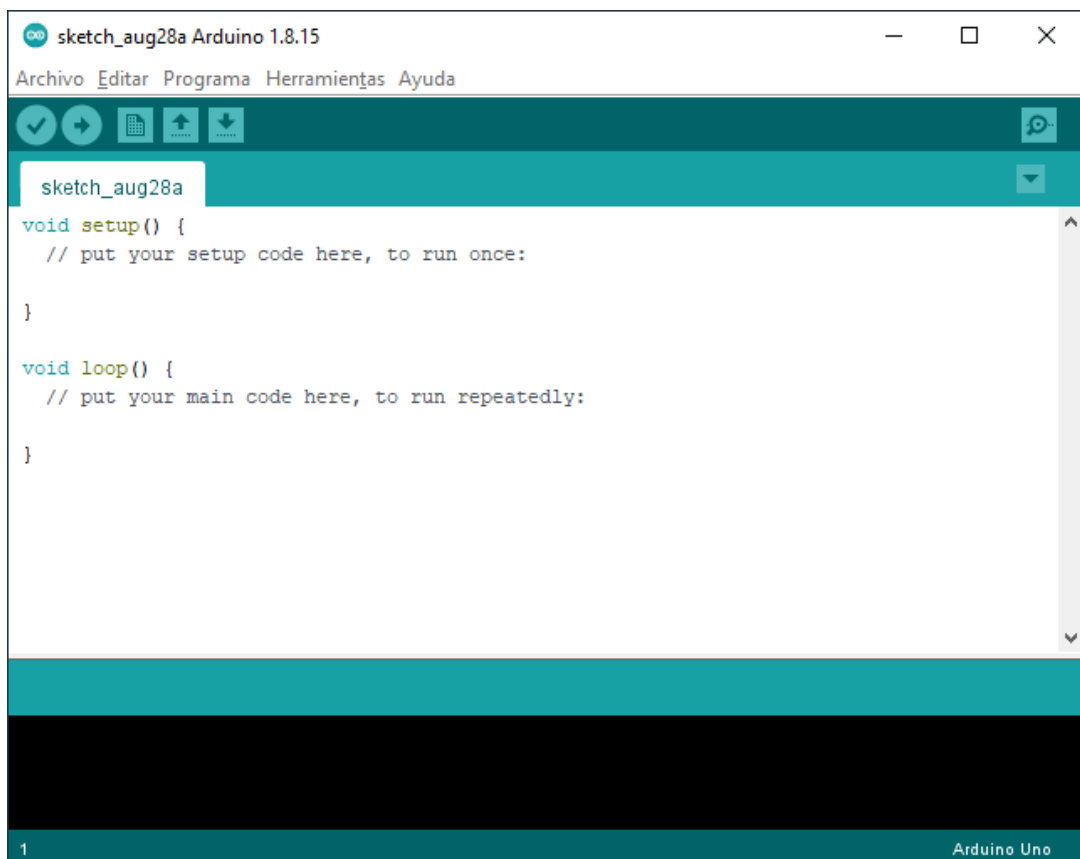 sketch_aug28a Arduino 1.8.15
Archivo Editar Programa Herramientas Ayuda
sketch_aug28a
void setup() {
  // put your setup code here, to run once:
}
void loop() {
  // put your main code here, to run repeatedly:
}
1 Arduino Uno